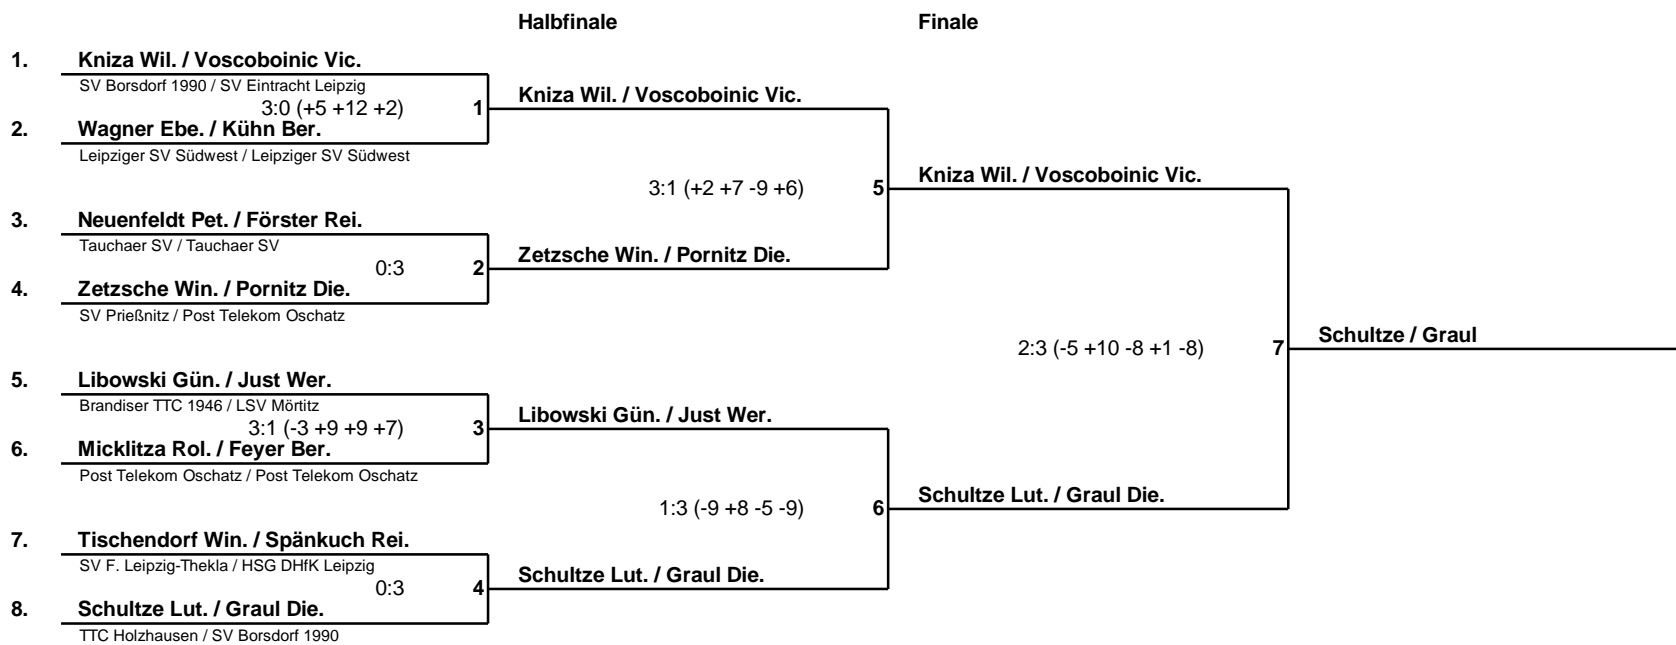 Halbfinale
Finale
1. Kniza Wil. / Voscoboinic Vic.
SV Borsdorf 1990 / SV Eintracht Leipzig
3:0 (+5 +12 +2) 1
2. Wagner Ebe. / Kühn Ber.
Leipziger SV Südwest / Leipziger SV Südwest
3. Neuenfeldt Pet. / Förster Rei.
Tauchaer SV / Tauchaer SV
0:3 2
4. Zetzsche Win. / Pornitz Die.
SV Prießnitz / Post Telekom Oschatz
5. Libowski Gün. / Just Wer.
Brandiser TTC 1946 / LSV Mörtitz
3:1 (-3 +9 +9 +7) 3
6. Micklitza Rol. / Feyer Ber.
Post Telekom Oschatz / Post Telekom Oschatz
7. Tischendorf Win. / Spänkuch Rei.
SV F. Leipzig-Thekla / HSG DHfK Leipzig
0:3 4
8. Schultze Lut. / Graul Die.
TTC Holzhausen / SV Borsdorf 1990
Kniza Wil. / Voscoboinic Vic.
3:1 (+2 +7 -9 +6) 5
Zetzsche Win. / Pornitz Die.
Libowski Gün. / Just Wer.
1:3 (-9 +8 -5 -9) 6
Schultze Lut. / Graul Die.
Kniza Wil. / Voscoboinic Vic.
2:3 (-5 +10 -8 +1 -8) 7
Schultze Lut. / Graul Die.
Schultze / Graul